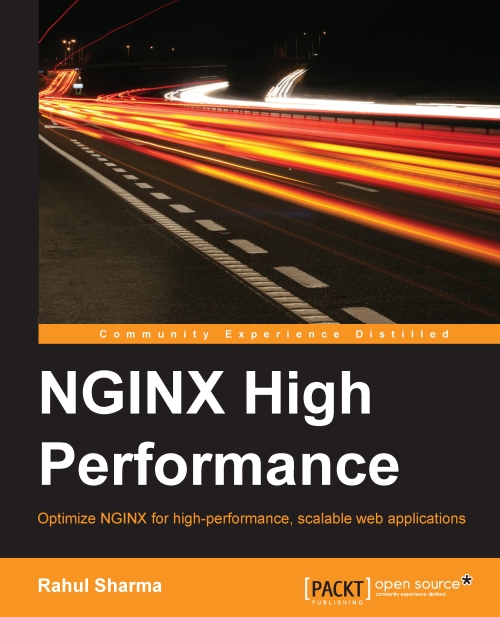 Community Experience Distilled
NGINX High
Performance
Optimize NGINX for high-performance, scalable web applications
Rahul Sharma
[PACKT] open source*
PUBLISHING community experience distilled